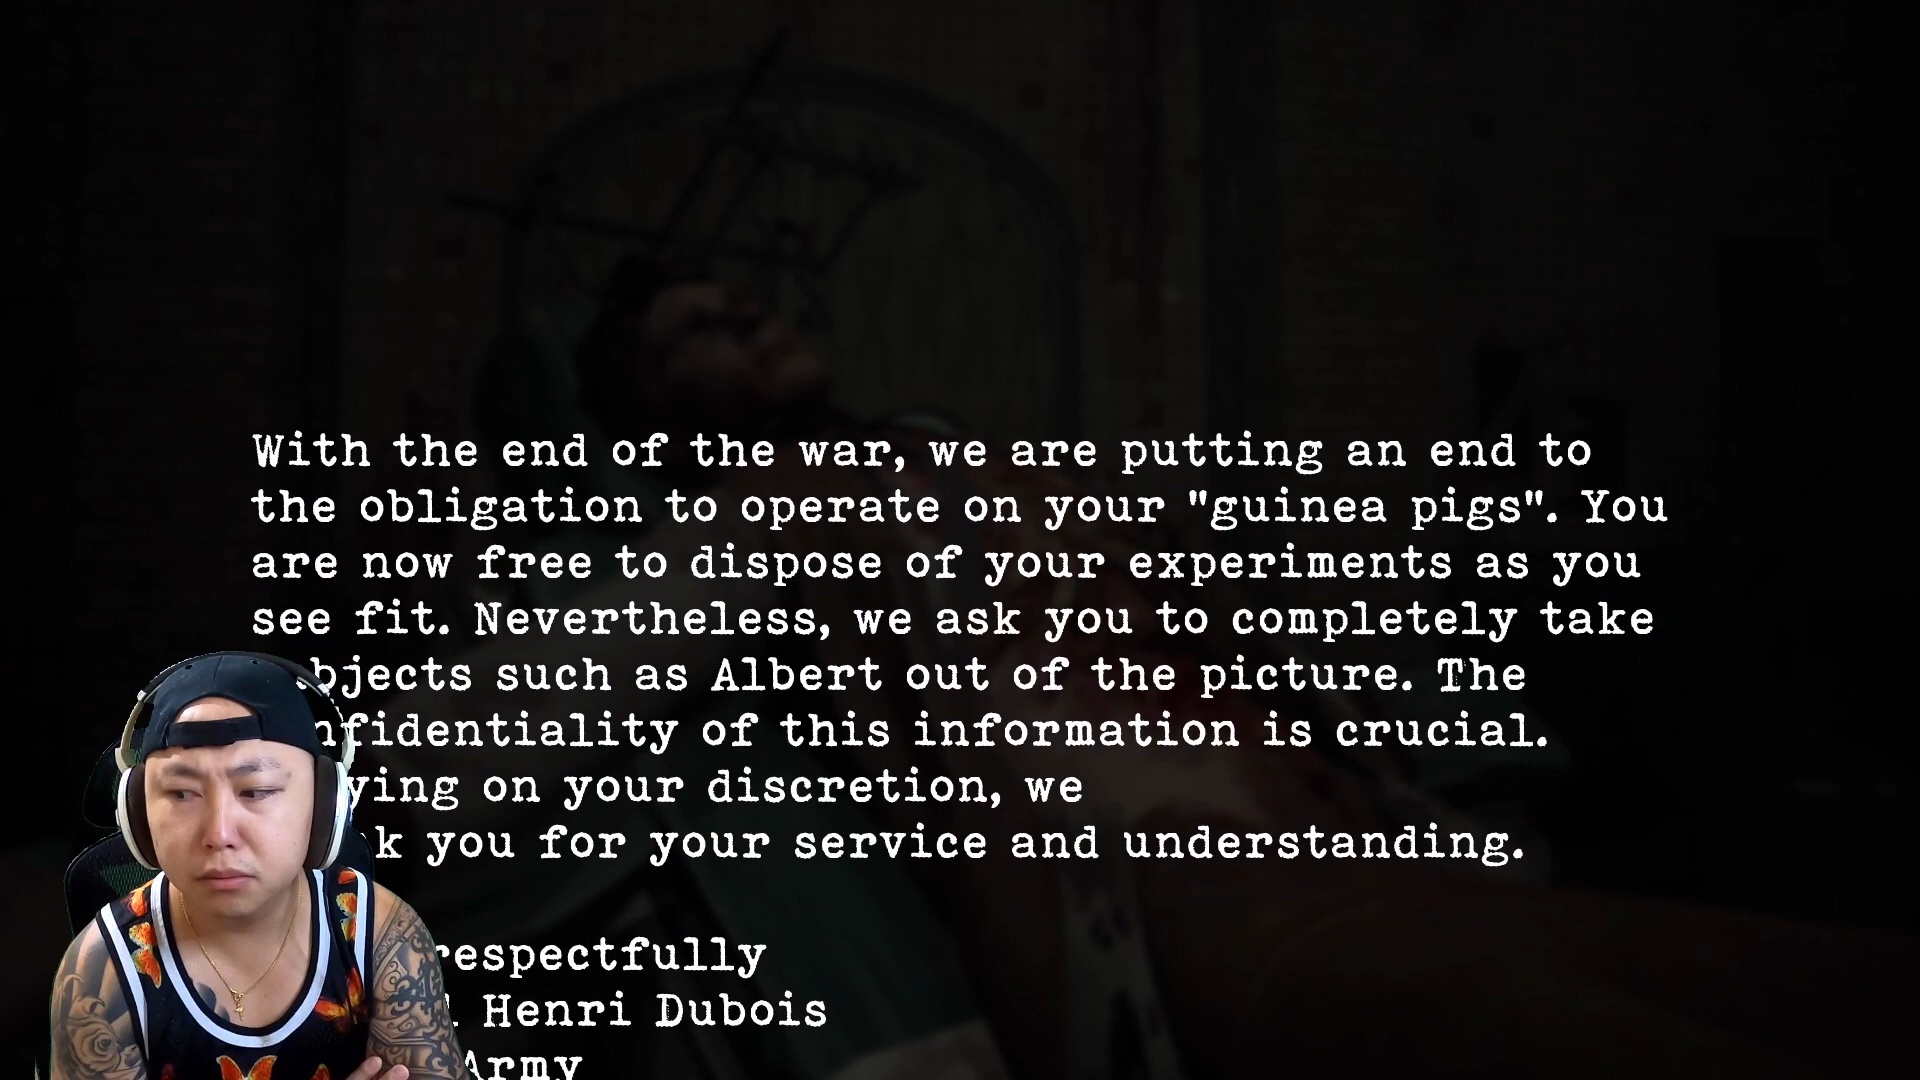 With the end of the war, we are putting an end to
the obligation to operate on your "guinea pigs". You
are now free to dispose of your experiments as you
see fit. Nevertheless, we ask you to completely take
such as Albert out of the picture. The
of this information is crucial.
on your discretion, we
you for your service and understanding.
respectfully
Henri Dubois
Army